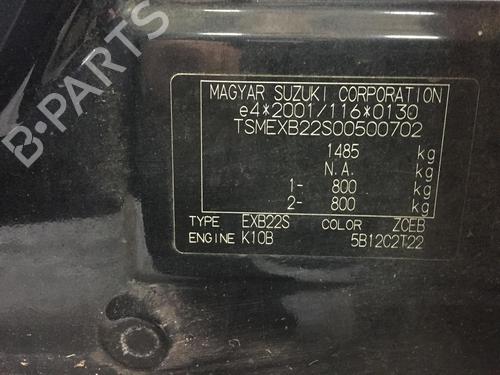 B-PARTS
MAGYAR SUZUKI CORPORATION
e4*2001/116*0130
TSMEXB22S00500702
1485 kg
N.A. kg
1- 800 kg
2- 800 kg
TYPE EXB22S COLOR ZCEB
ENGINE K10B 5B12C2T22